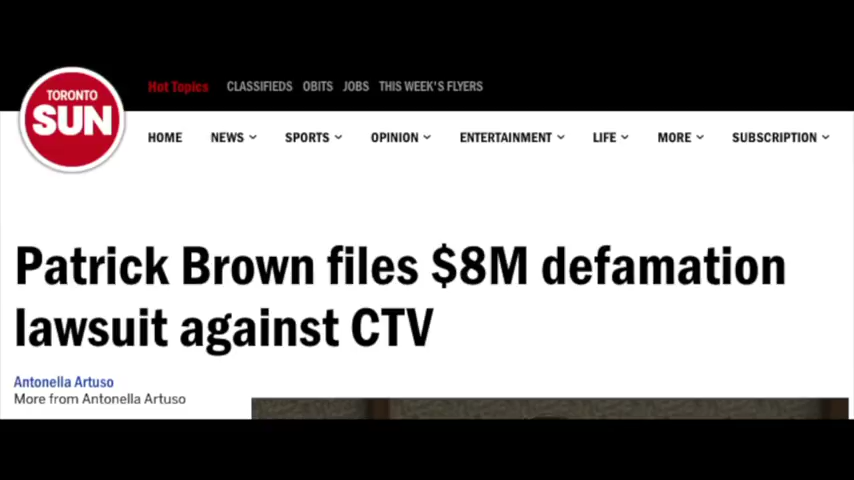 Hot Topics CLASSIFIEDS OBITS JOBS THIS WEEK'S FLYERS
TORONTO
SUN
HOME NEWS SPORTS OPINION ENTERTAINMENT LIFE MORE SUBSCRIPTION
Patrick Brown files $8M defamation
lawsuit against CTV
Antonella Artuso
More from Antonella Artuso